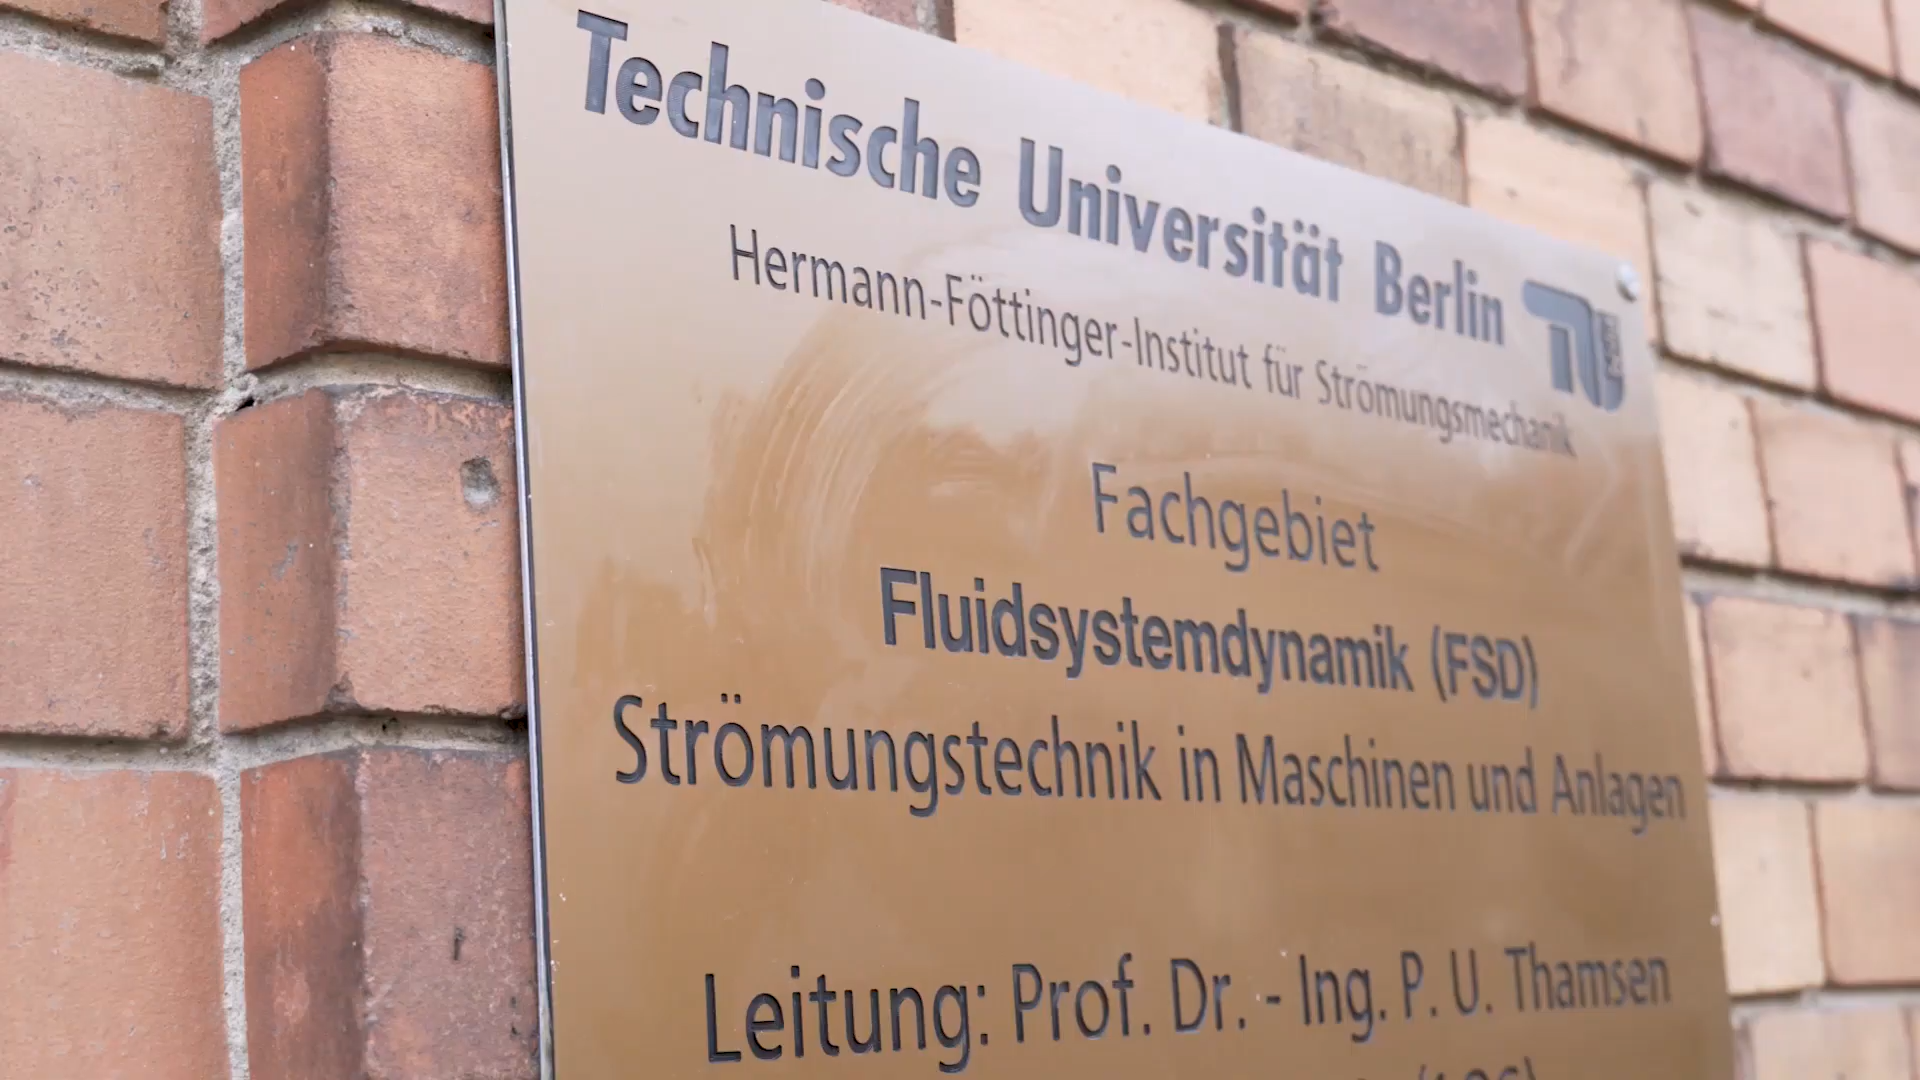 Technische Universität Berlin
Hermann-Föttinger-Institut für Strömungsmechanik
Fachgebiet
Fluidsystemdynamik (FSD)
Strömungstechnik in Maschinen und Anlagen
Leitung: Prof. Dr. - Ing. P. U. Thamsen